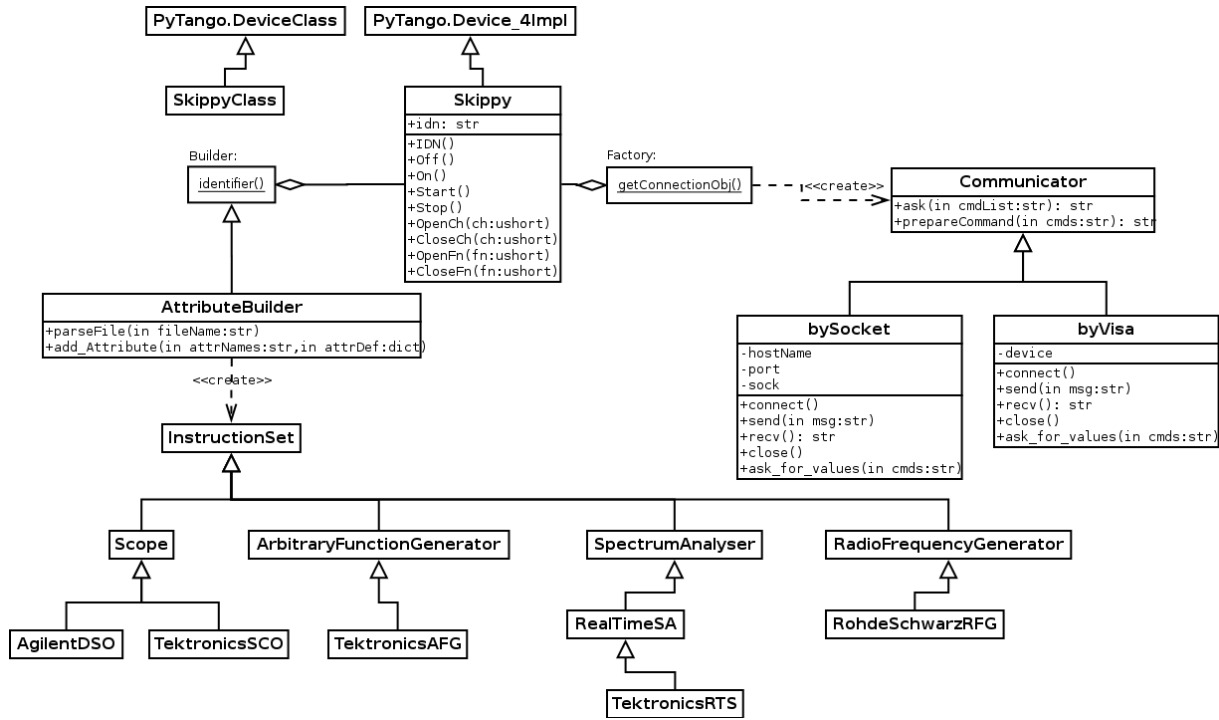 PyTango.DeviceClass
PyTango.Device_4Impl
SkippyClass
Skippy
+idn: str
+IDN()
+Off()
+On()
+Start()
+Stop()
+OpenCh(ch:ushort)
+CloseCh(ch:ushort)
+OpenFn(fn:ushort)
+CloseFn(fn:ushort)
Builder:
identifier()
Factory:
getConnectionObj()
<<create>>
Communicator
+ask(in cmdList:str): str
+prepareCommand(in cmds:str): str
AttributeBuilder
+parseFile(in fileName:str)
+add_Attribute(in attrNames:str,in attrDef:dict)
<<create>>
InstructionSet
bySocket
-hostName
-port
-sock
+connect()
+send(in msg:str)
+recv(): str
+close()
+ask_for_values(in cmds:str)
byVisa
-device
+connect()
+send(in msg:str)
+recv(): str
+close()
+ask_for_values(in cmds:str)
Scope
ArbitraryFunctionGenerator
SpectrumAnalyser
RadioFrequencyGenerator
AgilentDSO
TektronicsSCO
TektronicsAFG
RealTimeSA
RohdeSchwarzRFG
TektronicsRTS